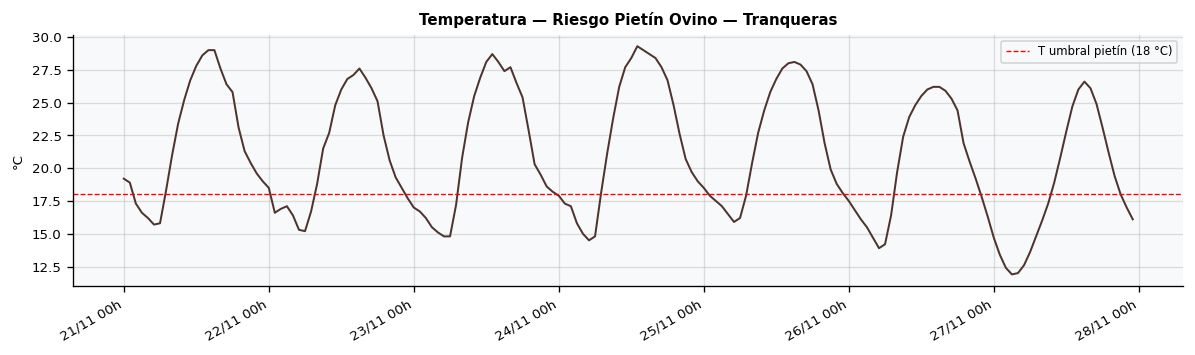 Temperatura — Riesgo Pietín Ovino — Tranqueras
T umbral pietín (18 °C)
°C
30.0
27.5
25.0
22.5
20.0
17.5
15.0
12.5
21/11 00h
22/11 00h
23/11 00h
24/11 00h
25/11 00h
26/11 00h
27/11 00h
28/11 00h